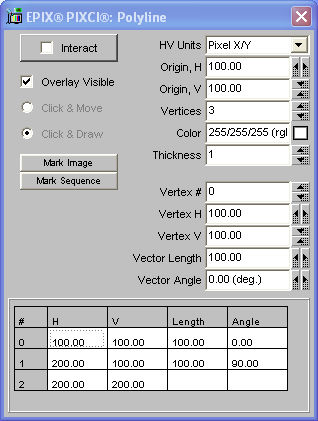 EPIX® PIXCI®: Polyline
Interact
HV Units Pixel X/Y
Origin, H 100.00
Overlay Visible
Origin, V 100.00
Click & Move
Vertices 3
Click & Draw
Color 255/255/255 (rgl
Thickness 1
Mark Image
Mark Sequence
Vertex # 0
Vertex H 100.00
Vertex V 100.00
Vector Length 100.00
Vector Angle 0.00 (deg.)
# H V Length Angle
0 100.00 100.00 100.00 0.00
1 200.00 100.00 100.00 90.00
2 200.00 200.00